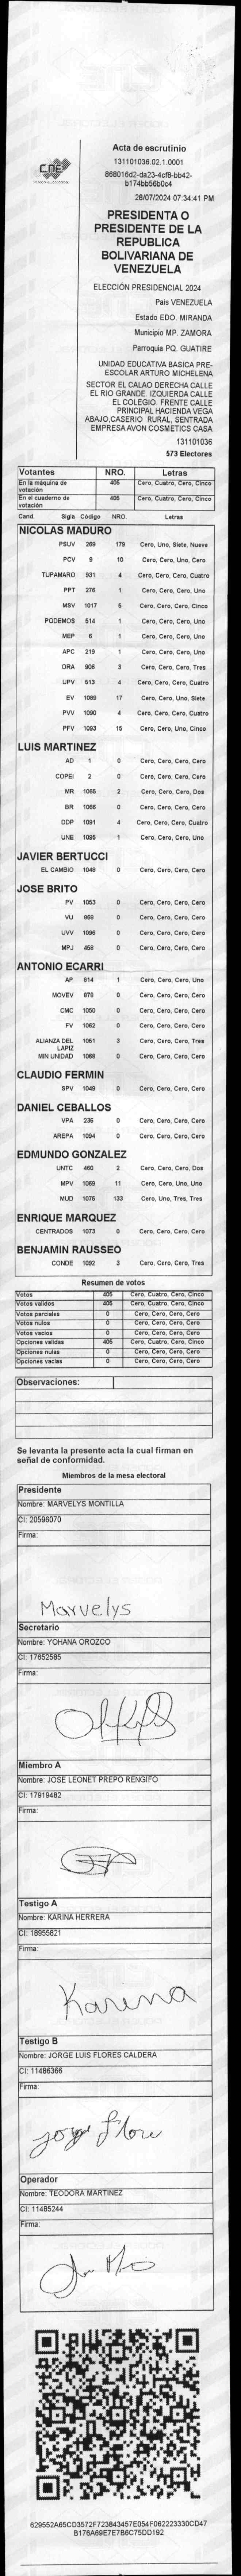 CNE
Acta de escrutinio
131101036.02.1.0001
868016d2-da23-4cf8-bb42-
b174bb56b0c4
28/07/2024 07:34:41 PM
PRESIDENTA O
PRESIDENTE DE LA
REPUBLICA
BOLIVARIANA DE
VENEZUELA
ELECCIÓN PRESIDENCIAL 2024
Pais VENEZUELA
Estado EDO. MIRANDA
Municipio MP. ZAMORA
Parroquia PQ. GUATIRE
UNIDAD EDUCATIVA BASICA PRE-
ESCOLAR ARTURO MICHELENA
SECTOR EL CALAO DERECHA CALLE
EL RIO GRANDE. IZQUIERDA CALLE
EL COLEGIO. FRENTE CALLE
PRINCIPAL HACIENDA VEGA
ABAJO,CASERIO RURAL, SENTRADA
EMPRESA AVON COSMETICS CASA
131101036
573 Electores
Votantes NRO. Letras
En la máquina de votación 405 Cero, Cuatro, Cero, Cinco
En el cuaderno de votación 405 Cero, Cuatro, Cero, Cinco
Cand. Sigla Código NRO. Letras
NICOLAS MADURO
PSUV 269 179 Cero, Uno, Siete, Nueve
PCV 9 10 Cero, Cero, Uno, Cero
TUPAMARO 931 4 Cero, Cero, Cero, Cuatro
PPT 276 1 Cero, Cero, Cero, Uno
MSV 1017 5 Cero, Cero, Cero, Cinco
PODEMOS 514 1 Cero, Cero, Cero, Uno
MEP 6 1 Cero, Cero, Cero, Uno
APC 219 1 Cero, Cero, Cero, Uno
ORA 906 3 Cero, Cero, Cero, Tres
UPV 513 4 Cero, Cero, Cero, Cuatro
EV 1089 17 Cero, Cero, Uno, Siete
PVV 1090 4 Cero, Cero, Cero, Cuatro
PFV 1093 15 Cero, Cero, Uno, Cinco
LUIS MARTINEZ
AD 1 0 Cero, Cero, Cero, Cero
COPEI 2 0 Cero, Cero, Cero, Cero
MR 1065 2 Cero, Cero, Cero, Dos
BR 1066 0 Cero, Cero, Cero, Cero
DDP 1091 4 Cero, Cero, Cero, Cuatro
UNE 1095 1 Cero, Cero, Cero, Uno
JAVIER BERTUCCI
EL CAMBIO 1048 0 Cero, Cero, Cero, Cero
JOSE BRITO
PV 1053 0 Cero, Cero, Cero, Cero
VU 868 0 Cero, Cero, Cero, Cero
UVV 1096 0 Cero, Cero, Cero, Cero
MPJ 458 0 Cero, Cero, Cero, Cero
ANTONIO ECARRI
AP 814 1 Cero, Cero, Cero, Uno
MOVEV 878 0 Cero, Cero, Cero, Cero
CMC 1050 0 Cero, Cero, Cero, Cero
FV 1062 0 Cero, Cero, Cero, Cero
ALIANZA DEL LAPIZ 1051 3 Cero, Cero, Cero, Tres
MIN UNIDAD 1068 0 Cero, Cero, Cero, Cero
CLAUDIO FERMIN
SPV 1049 0 Cero, Cero, Cero, Cero
DANIEL CEBALLOS
VPA 236 0 Cero, Cero, Cero, Cero
AREPA 1094 0 Cero, Cero, Cero, Cero
EDMUNDO GONZALEZ
UNTC 460 2 Cero, Cero, Cero, Dos
MPV 1069 11 Cero, Cero, Uno, Uno
MUD 1075 133 Cero, Uno, Tres, Tres
ENRIQUE MARQUEZ
CENTRADOS 1073 0 Cero, Cero, Cero, Cero
BENJAMIN RAUSSEO
CONDE 1092 3 Cero, Cero, Cero, Tres
Resumen de votos
Votos 405 Cero, Cuatro, Cero, Cinco
Votos validos 405 Cero, Cuatro, Cero, Cinco
Votos parciales 0 Cero, Cero, Cero, Cero
Votos nulos 0 Cero, Cero, Cero, Cero
Votos vacios 0 Cero, Cero, Cero, Cero
Opciones validas 405 Cero, Cuatro, Cero, Cinco
Opciones nulas 0 Cero, Cero, Cero, Cero
Opciones vacias 0 Cero, Cero, Cero, Cero
Observaciones:
Se levanta la presente acta la cual firman en
señal de conformidad.
Miembros de la mesa electoral
Presidente
Nombre: MARVELYS MONTILLA
CI: 20596070
Firma:
Marvelys
Secretario
Nombre: YOHANA OROZCO
CI: 17652585
Firma:
Miembro A
Nombre: JOSE LEONET PREPO RENGIFO
CI: 17919482
Firma:
Testigo A
Nombre: KARINA HERRERA
CI: 18955821
Firma:
Karina
Testigo B
Nombre: JORGE LUIS FLORES CALDERA
CI: 11486366
Firma:
Jorge Flore
Operador
Nombre: TEODORA MARTINEZ
CI: 11485244
Firma:
629552A65CD3572F723843457E054F062223330CD47
B176A69E7E7B6C75DD192